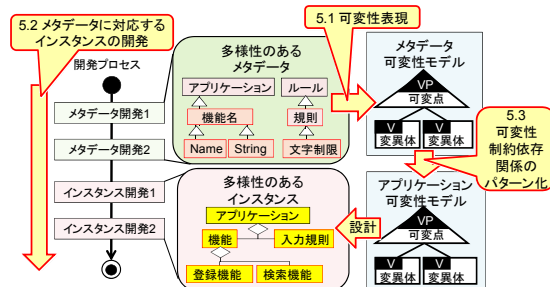 5.2 メタデータに対応する
インスタンスの開発
5.1 可変性表現
開発プロセス
メタデータ開発1
メタデータ開発2
インスタンス開発1
インスタンス開発2
多様性のある
メタデータ
アプリケーション
ルール
機能名
規則
Name
String
文字制限
メタデータ
可変性モデル
VP
可変点
V
変異体
V
変異体
5.3
可変性
制約依存
関係の
パターン化
多様性のある
インスタンス
アプリケーション
機能
入力規則
登録機能
検索機能
設計
アプリケーション
可変性モデル
VP
可変点
V
変異体
V
変異体